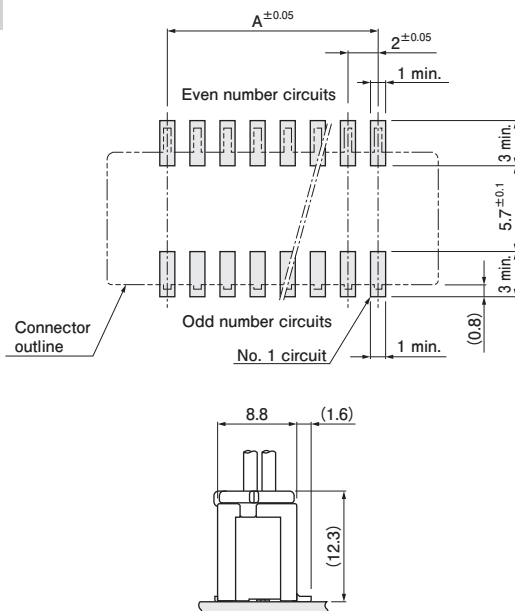 A±0.05
2±0.05
1 min.
Even number circuits
3 min.
5.7±0.1
3 min.
(0.8)
Odd number circuits
Connector
outline
No. 1 circuit
1 min.
8.8
(1.6)
(12.3)